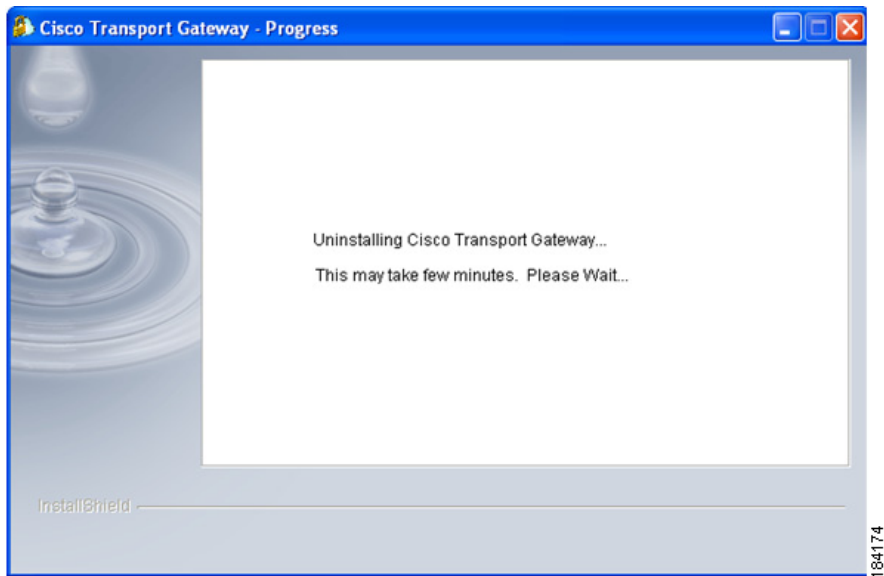 Cisco Transport Gateway - Progress
Uninstalling Cisco Transport Gateway...
This may take few minutes. Please Wait...
InstallShield
184174